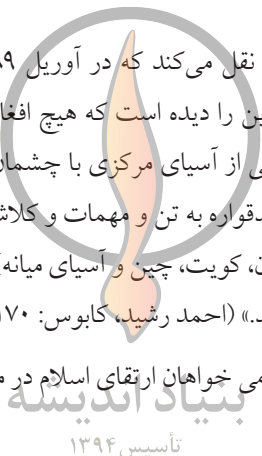 نقل می‌کند که در آوریل ۸۹
ین را دیده است که هیچ افغا
ی از آسیای مرکزی با چشمان
دقواره به تن و مهمات و کلاش
ن، کویت، چین و آسیای میانه)
د.» (احمد رشید، کابوس: ۱۷۰
می خواهان ارتقای اسلام در م
بنیاد اندیشه
تأسیس ۱۳۹۴